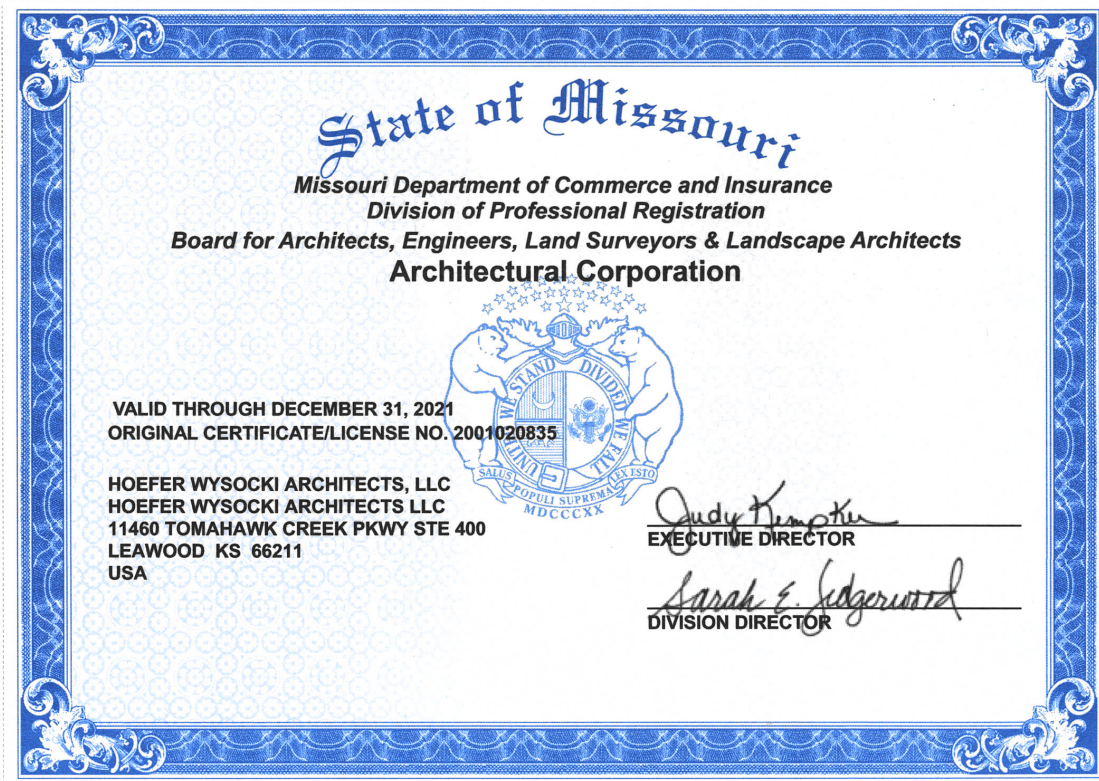 State of Missouri
Missouri Department of Commerce and Insurance
Division of Professional Registration
Board for Architects, Engineers, Land Surveyors & Landscape Architects
Architectural Corporation
UNITED WE STAND DIVIDED WE FALL
SALUS POPULI SUPREMA LEX ESTO
MDCCCXX
VALID THROUGH DECEMBER 31, 2021
ORIGINAL CERTIFICATE/LICENSE NO. 2001020835
HOEFER WYSOCKI ARCHITECTS, LLC
HOEFER WYSOCKI ARCHITECTS LLC
11460 TOMAHAWK CREEK PKWY STE 400
LEAWOOD KS 66211
USA
Judy Kempker
EXECUTIVE DIRECTOR
Sarah E. Ledgerwood
DIVISION DIRECTOR